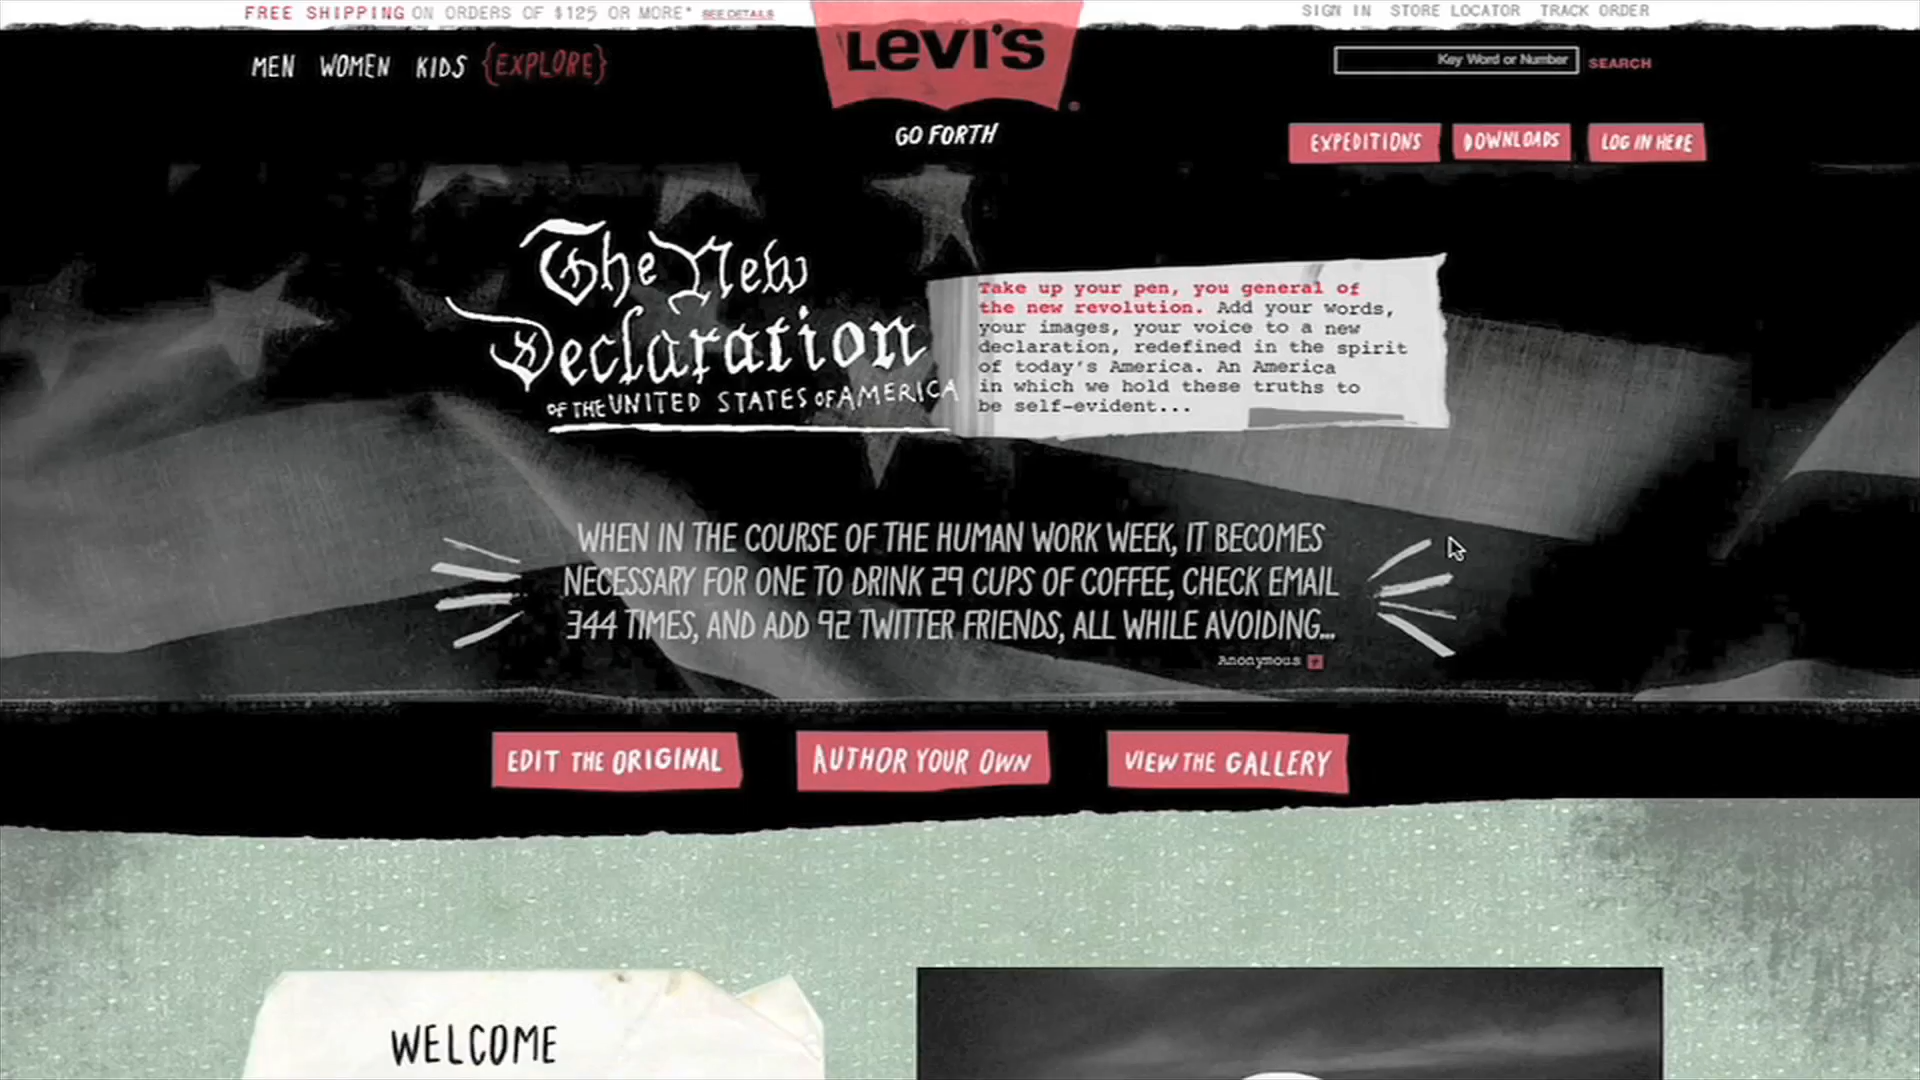 FREE SHIPPING ON ORDERS OF $125 OR MORE* SEE DETAILS
SIGN IN STORE LOCATOR TRACK ORDER
MEN WOMEN KIDS {EXPLORE}
LEVI'S
®
Key Word or Number SEARCH
GO FORTH
EXPEDITIONS DOWNLOADS LOG IN HERE
The New
Declaration
OF THE UNITED STATES OF AMERICA
Take up your pen, you general of
the new revolution. Add your words,
your images, your voice to a new
declaration, redefined in the spirit
of today's America. An America
in which we hold these truths to
be self-evident...
WHEN IN THE COURSE OF THE HUMAN WORK WEEK, IT BECOMES
NECESSARY FOR ONE TO DRINK 29 CUPS OF COFFEE, CHECK EMAIL
344 TIMES, AND ADD 92 TWITTER FRIENDS, ALL WHILE AVOIDING...
Anonymous
EDIT THE ORIGINAL AUTHOR YOUR OWN VIEW THE GALLERY
WELCOME